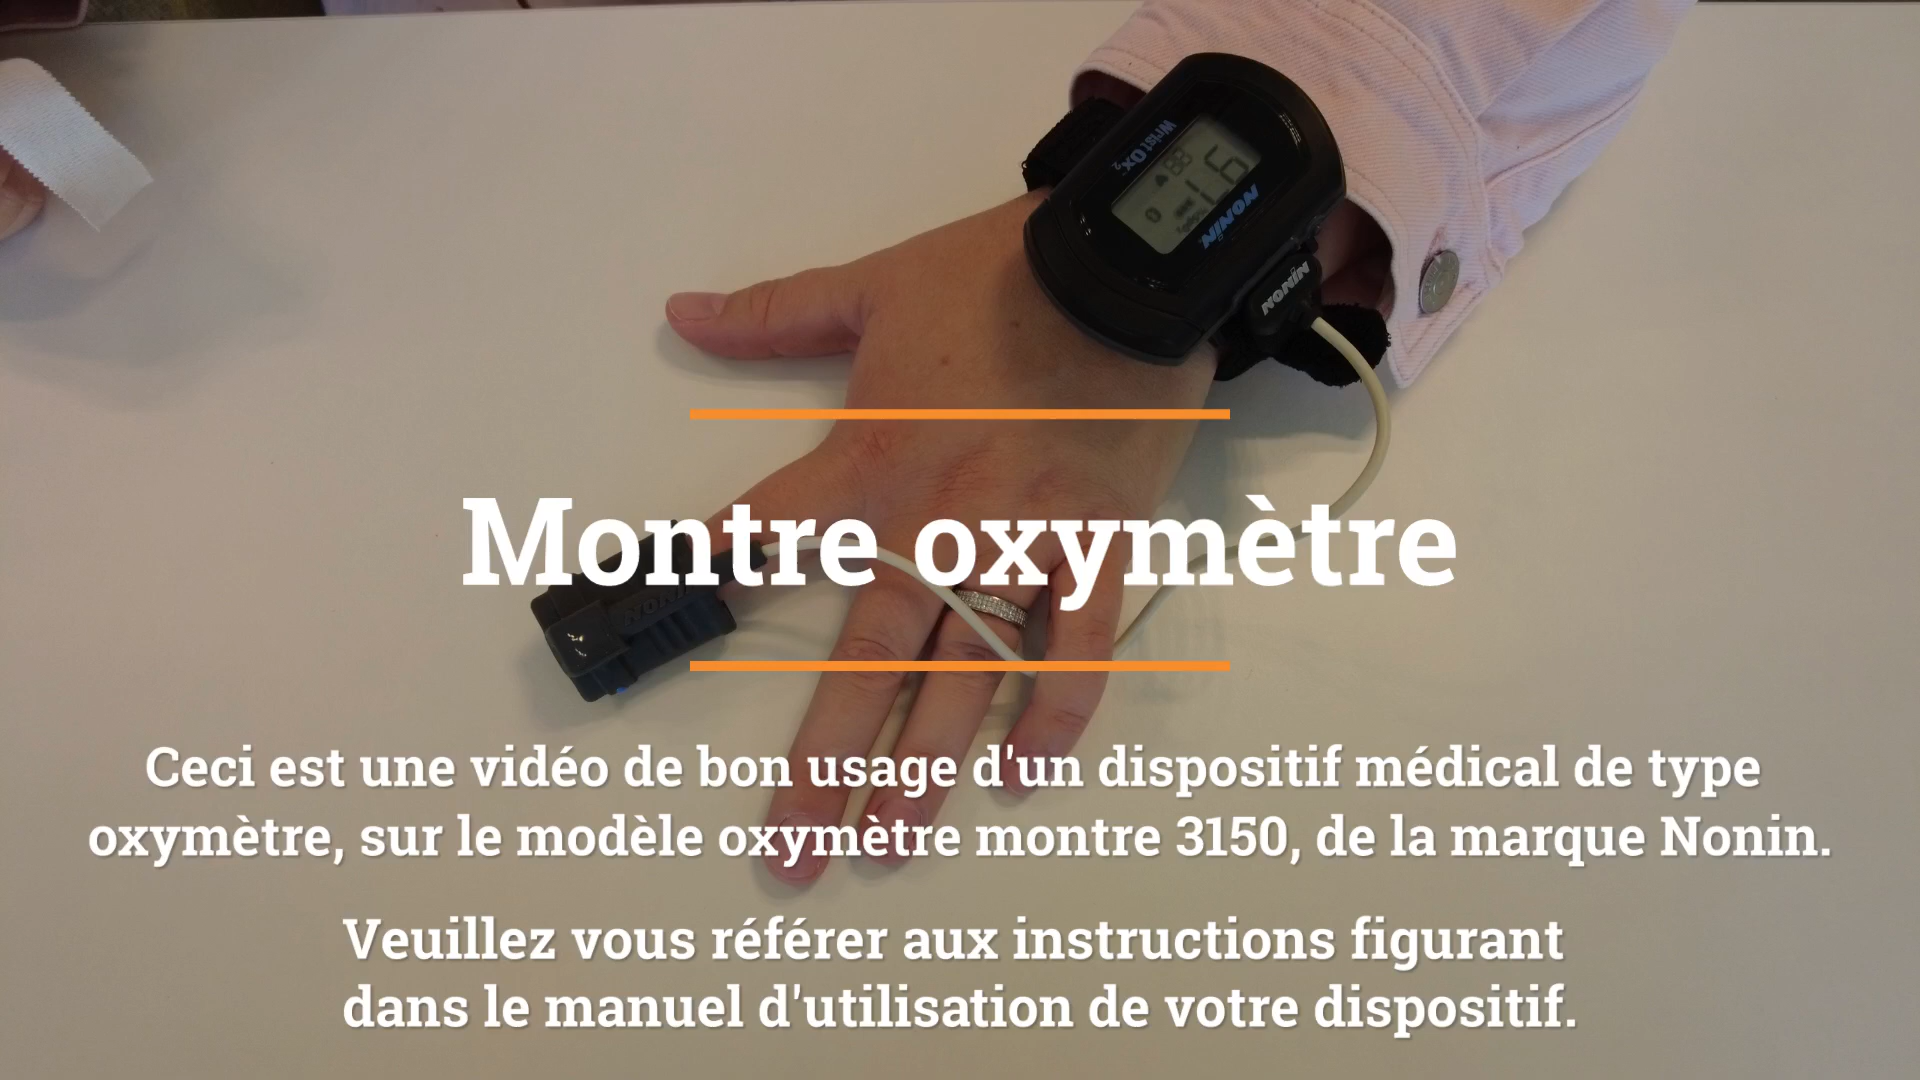 WristOx₂
NONIN
NONIN
NONIN
Montre oxymètre
Ceci est une vidéo de bon usage d'un dispositif médical de type
oxymètre, sur le modèle oxymètre montre 3150, de la marque Nonin.
Veuillez vous référer aux instructions figurant
dans le manuel d'utilisation de votre dispositif.